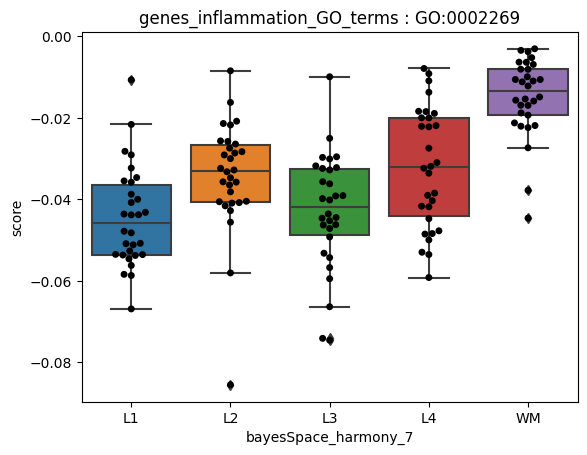 genes_inflammation_GO_terms : GO:0002269
0.00
−0.02
−0.04
−0.06
−0.08
score
L1 L2 L3 L4 WM
bayesSpace_harmony_7